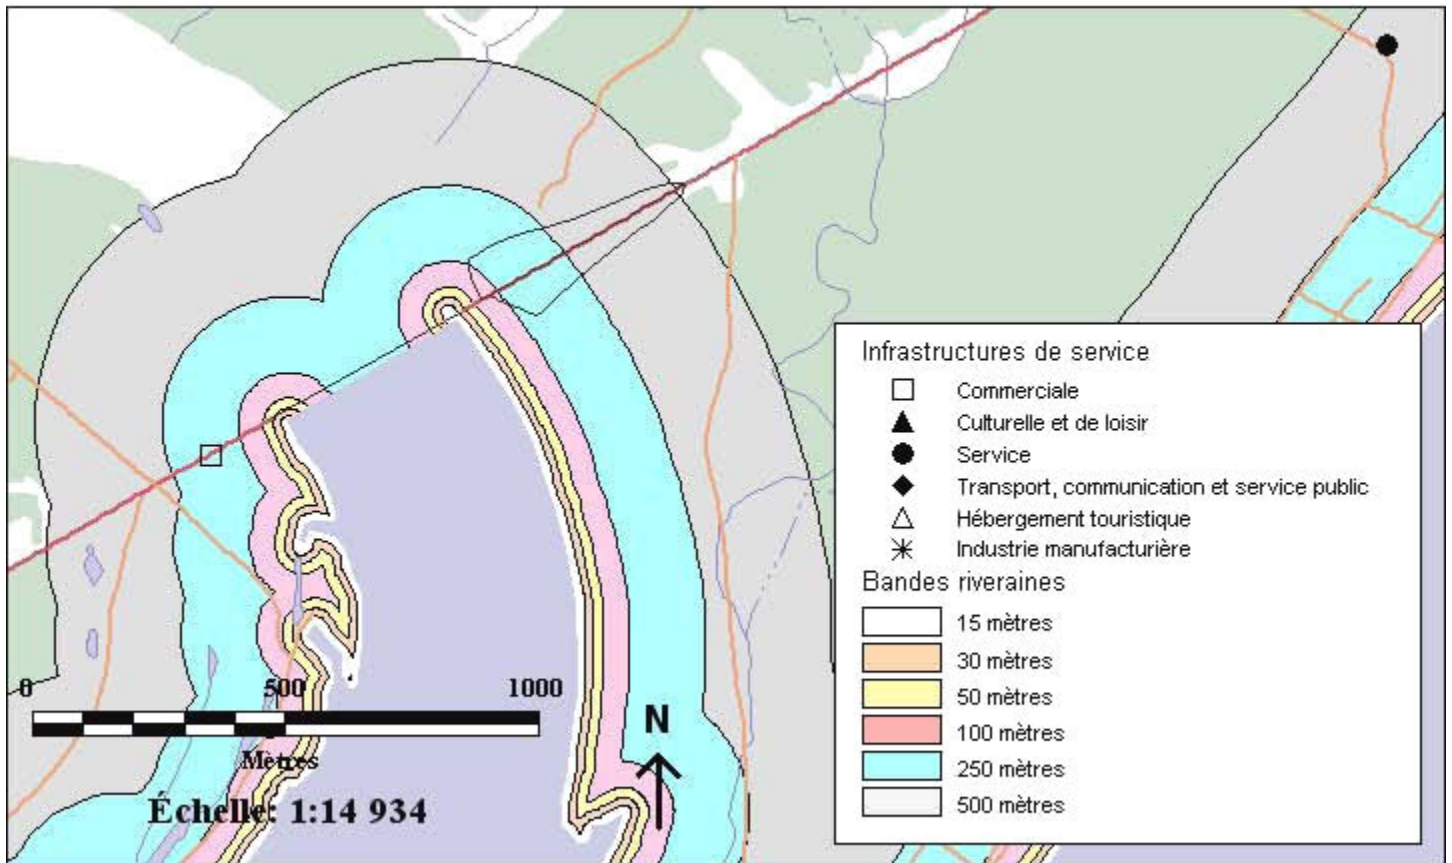 Infrastructures de service
Commerciale
Culturelle et de loisir
Service
Transport, communication et service public
Hébergement touristique
Industrie manufacturière
Bandes riveraines
15 mètres
30 mètres
50 mètres
100 mètres
250 mètres
500 mètres
0 500 1000
Mètres
Échelle: 1:14 934
N